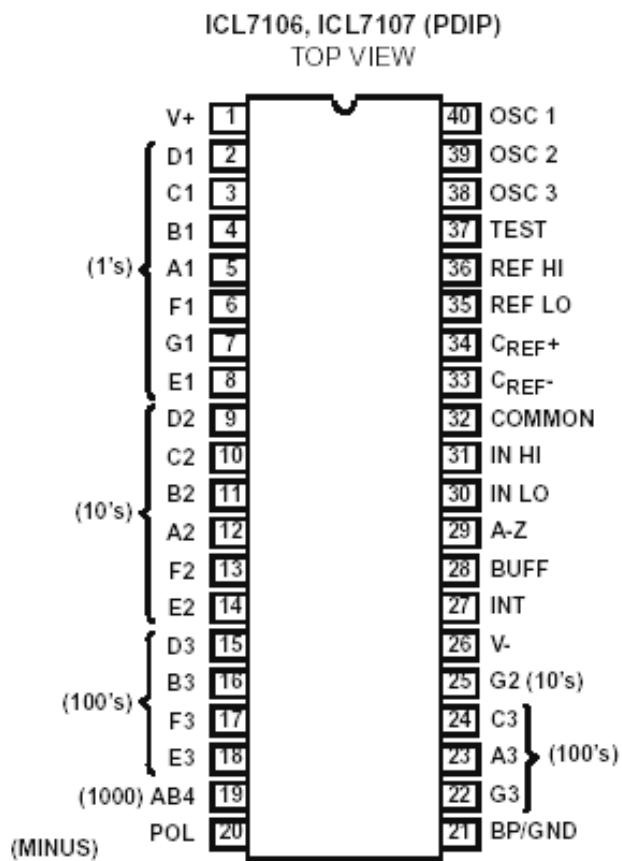 ICL7106, ICL7107 (PDIP)
TOP VIEW
V+ 1 40 OSC 1
D1 2 39 OSC 2
C1 3 38 OSC 3
B1 4 37 TEST
(1's) A1 5 36 REF HI
F1 6 35 REF LO
G1 7 34 CREF+
E1 8 33 CREF-
D2 9 32 COMMON
C2 10 31 IN HI
B2 11 30 IN LO
(10's) A2 12 29 A-Z
F2 13 28 BUFF
E2 14 27 INT
D3 15 26 V-
B3 16 25 G2 (10's)
(100's) F3 17 24 C3
E3 18 23 A3 (100's)
(1000) AB4 19 22 G3
(MINUS) POL 20 21 BP/GND